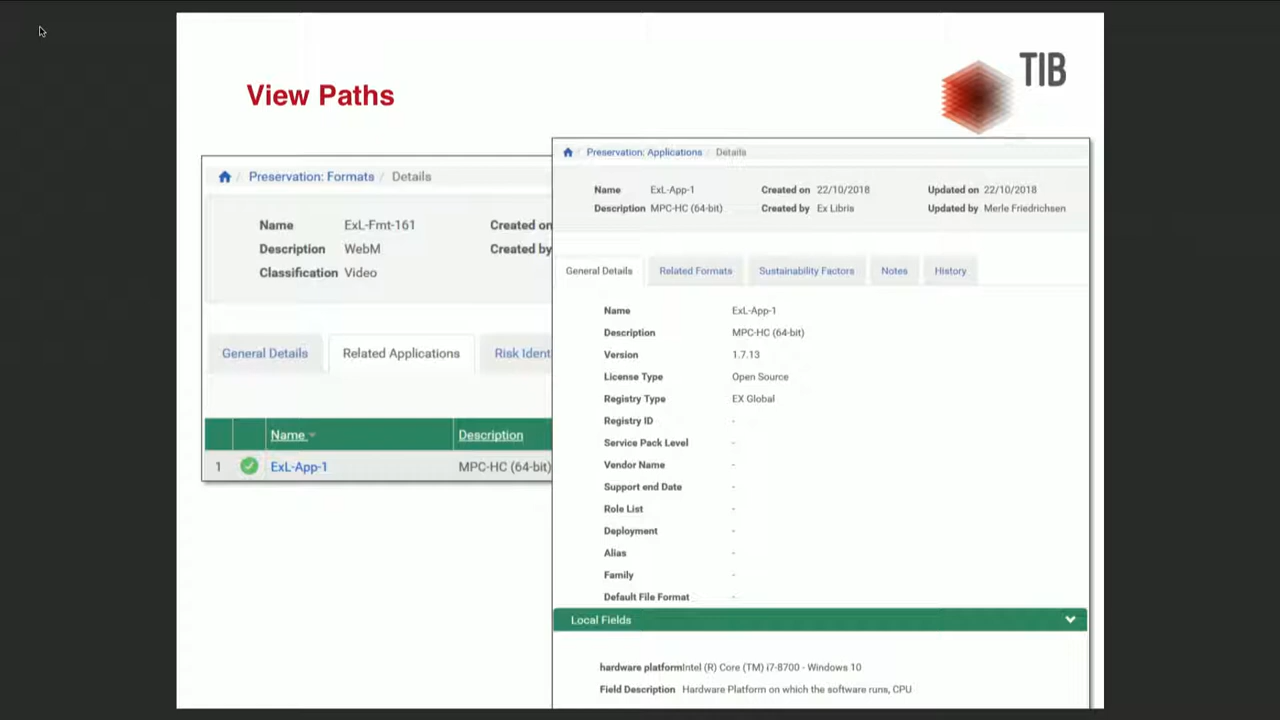 TIB
View Paths
Preservation: Formats / Details
Name ExL-Fmt-161 Created on
Description WebM Created by
Classification Video
General Details Related Applications Risk Ident
Name Description
1 ExL-App-1 MPC-HC (64-bit)
Preservation: Applications / Details
Name ExL-App-1 Created on 22/10/2018 Updated on 22/10/2018
Description MPC-HC (64-bit) Created by Ex Libris Updated by Merle Friedrichsen
General Details Related Formats Sustainability Factors Notes History
Name ExL-App-1
Description MPC-HC (64-bit)
Version 1.7.13
License Type Open Source
Registry Type EX Global
Registry ID -
Service Pack Level -
Vendor Name -
Support end Date -
Role List -
Deployment -
Alias -
Family -
Default File Format -
Local Fields
hardware platformIntel (R) Core (TM) i7-8700 - Windows 10
Field Description Hardware Platform on which the software runs, CPU